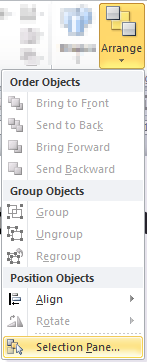 Arrange
Order Objects
Bring to Front
Send to Back
Bring Forward
Send Backward
Group Objects
Group
Ungroup
Regroup
Position Objects
Align
Rotate
Selection Pane...